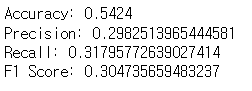 Accuracy: 0.5424
Precision: 0.2982513965444581
Recall: 0.31795772639027414
F1 Score: 0.304735659483237